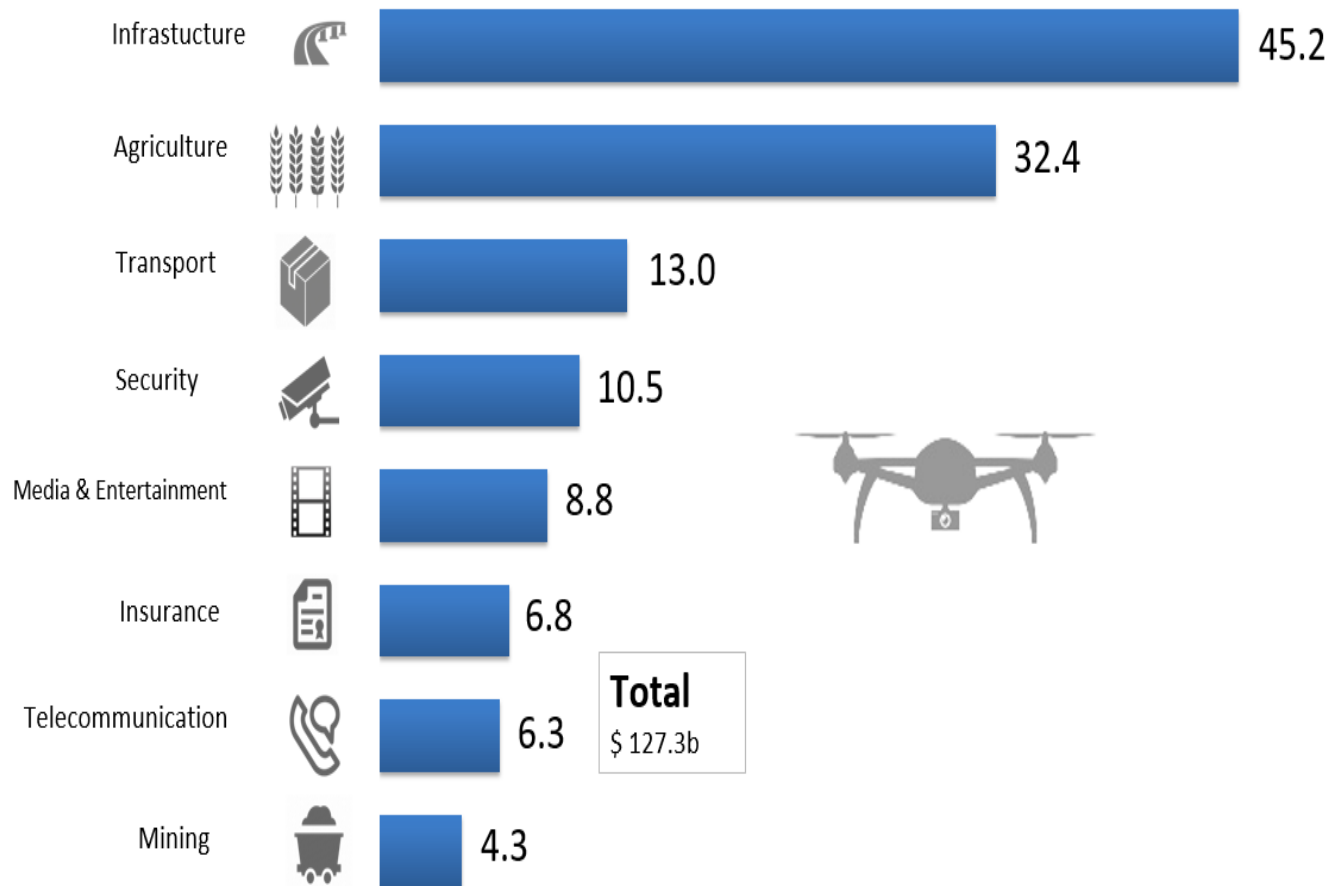 Infrastucture
45.2
Agriculture
32.4
Transport
13.0
Security
10.5
Media & Entertainment
8.8
Insurance
6.8
Telecommunication
6.3
Total
$ 127.3b
Mining
4.3